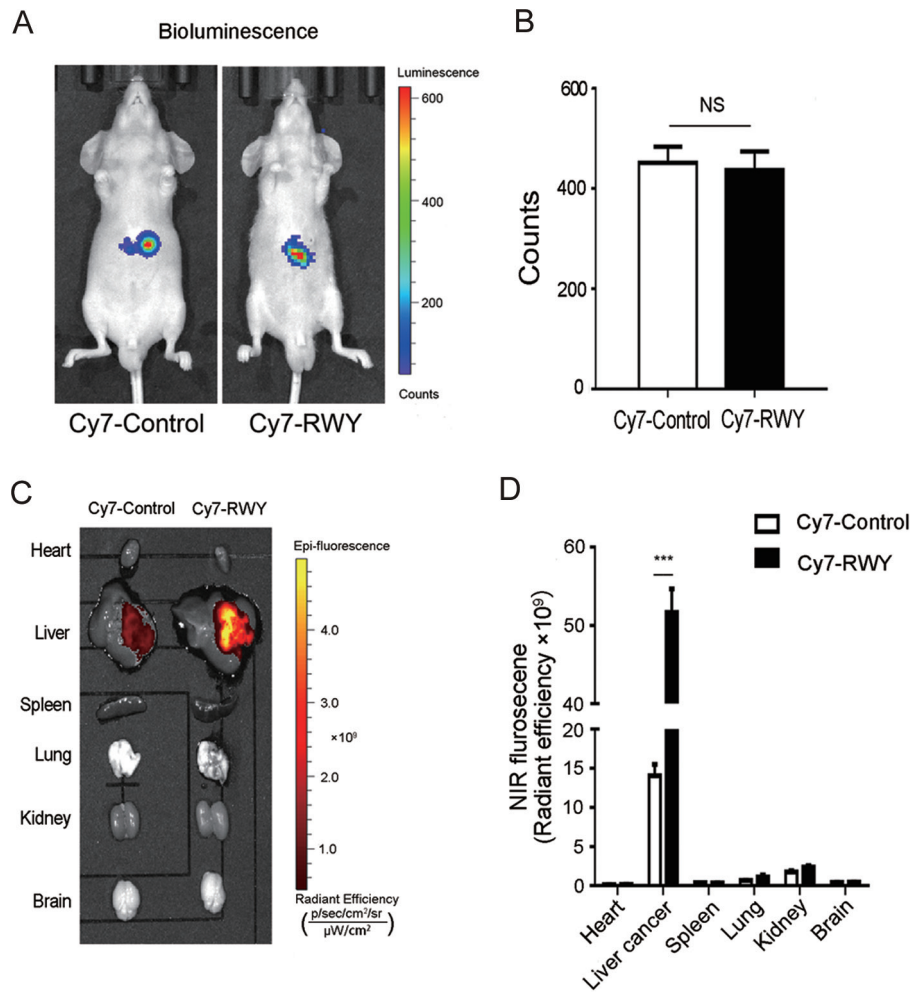 A
Bioluminescence
Luminescence
600
400
200
Counts
Cy7-Control
Cy7-RWY
B
600
400
200
0
Counts
NS
Cy7-Control
Cy7-RWY
C
Cy7-Control
Cy7-RWY
Heart
Liver
Spleen
Lung
Kidney
Brain
Epi-fluorescence
4.0
3.0
×10⁹
2.0
1.0
Radiant Efficiency
(p/sec/cm²/sr
µW/cm²)
D
Cy7-Control
Cy7-RWY
NIR flurosecene
(Radiant efficiency ×10⁹)
60
50
40
20
15
10
5
0
***
Heart
Liver cancer
Spleen
Lung
Kidney
Brain